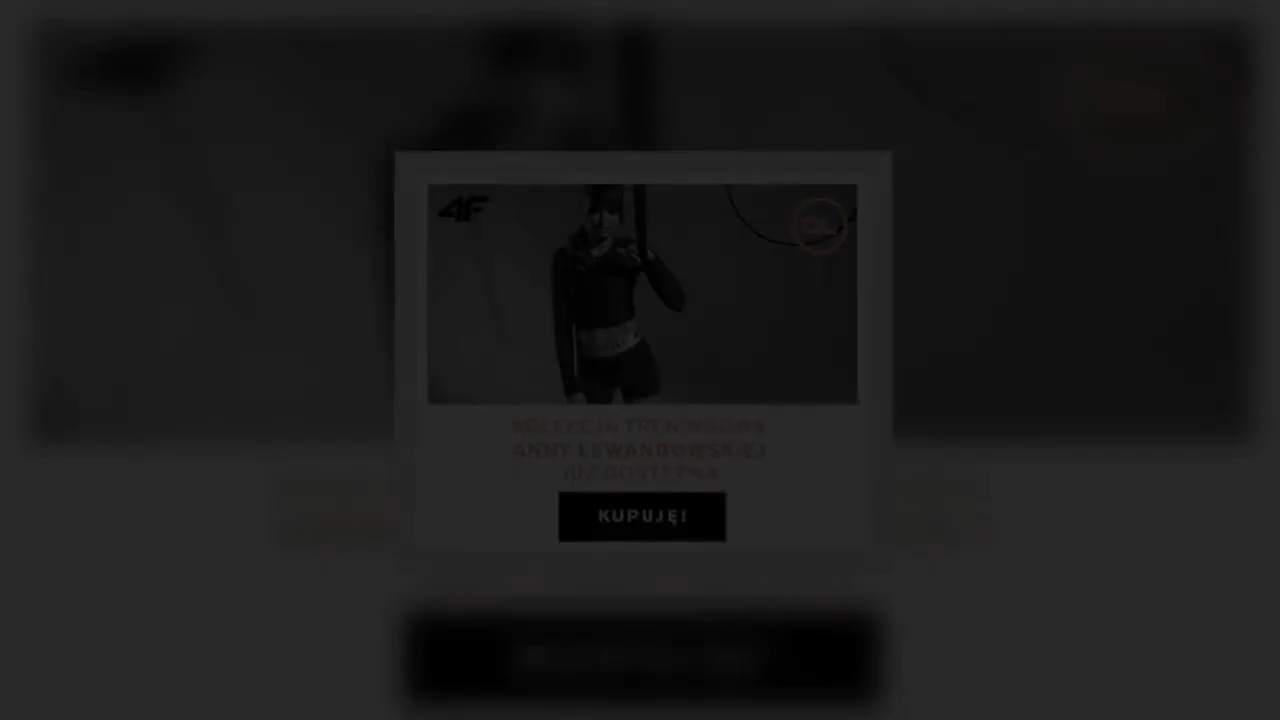 4F
KOLEKCJA TRENINGOWA
ANNY LEWANDOWSKIEJ
JUŻ DOSTĘPNA
KUPUJĘ!